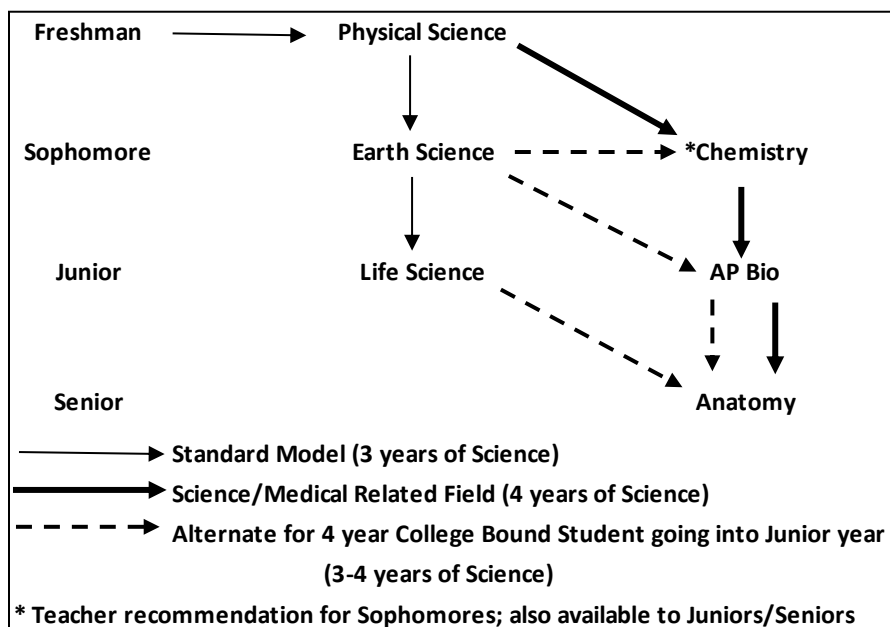 Freshman Physical Science
Sophomore Earth Science *Chemistry
Junior Life Science AP Bio
Senior Anatomy
Standard Model (3 years of Science)
Science/Medical Related Field (4 years of Science)
Alternate for 4 year College Bound Student going into Junior year
(3-4 years of Science)
* Teacher recommendation for Sophomores; also available to Juniors/Seniors